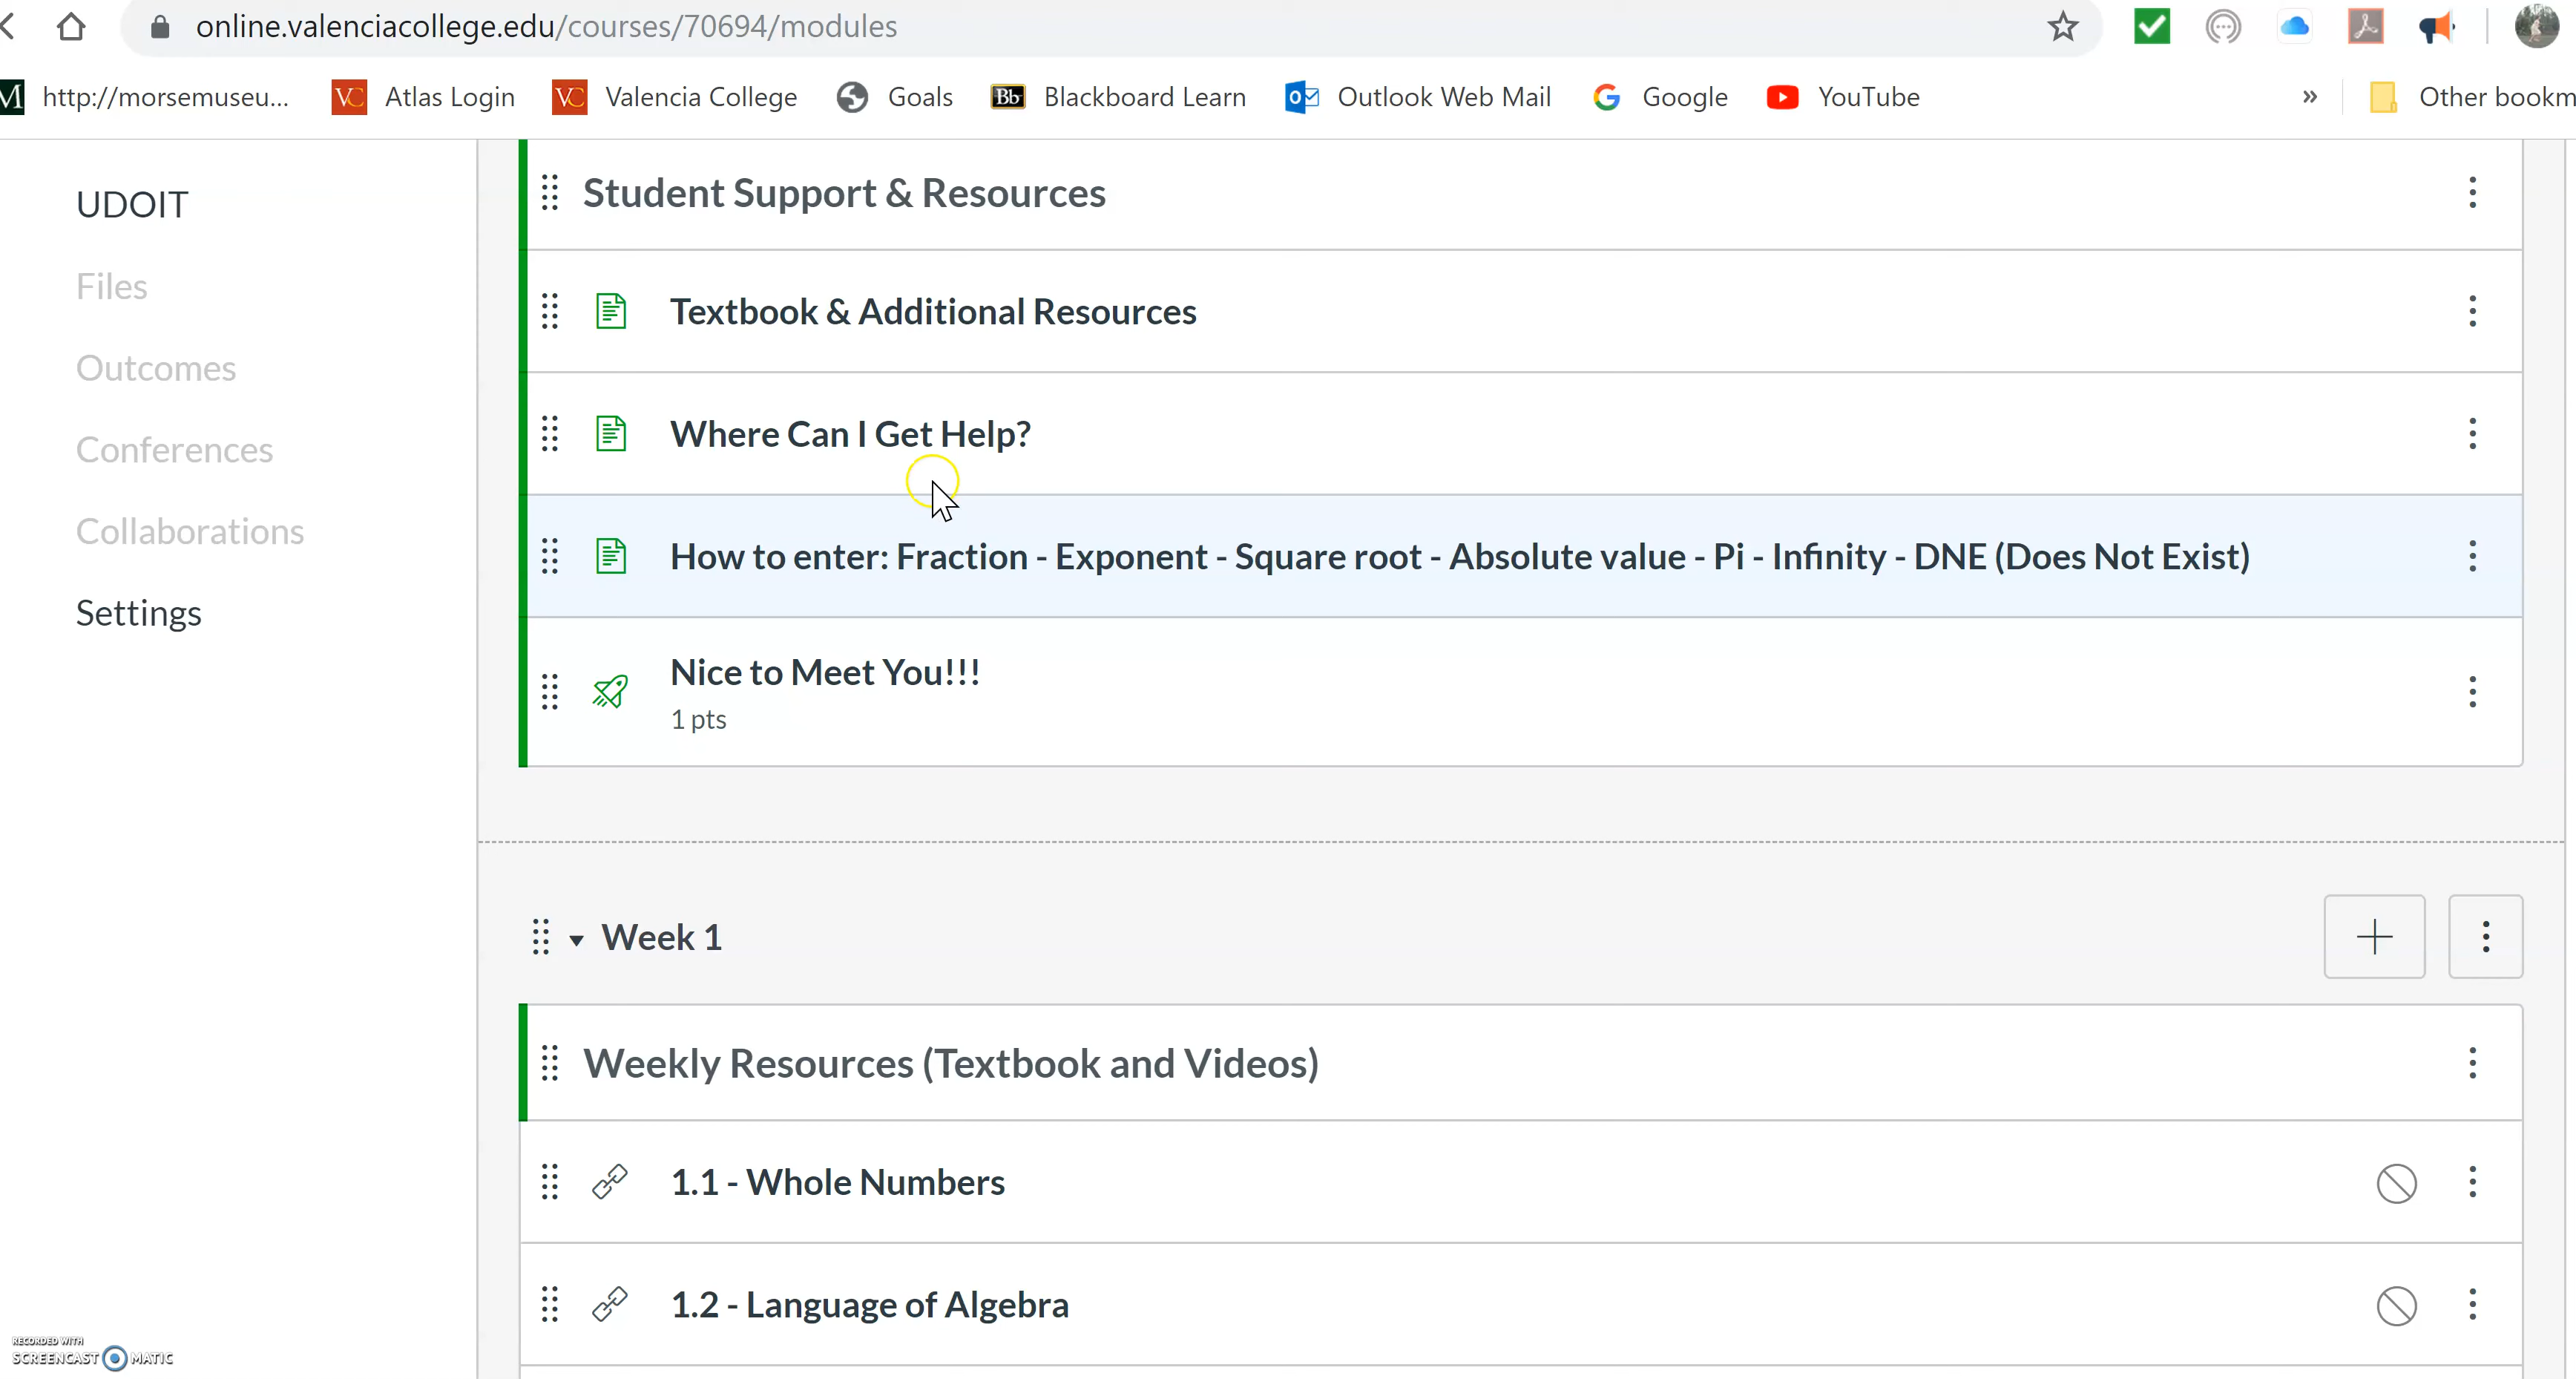 online.valenciacollege.edu/courses/70694/modules
M http://morsemuseu... VC Atlas Login VC Valencia College Goals Bb Blackboard Learn Outlook Web Mail Google YouTube » Other bookm
UDOIT
Files
Outcomes
Conferences
Collaborations
Settings
Student Support & Resources
Textbook & Additional Resources
Where Can I Get Help?
How to enter: Fraction - Exponent - Square root - Absolute value - Pi - Infinity - DNE (Does Not Exist)
Nice to Meet You!!!
1 pts
Week 1
Weekly Resources (Textbook and Videos)
1.1 - Whole Numbers
1.2 - Language of Algebra
RECORDED WITH
SCREENCAST MATIC